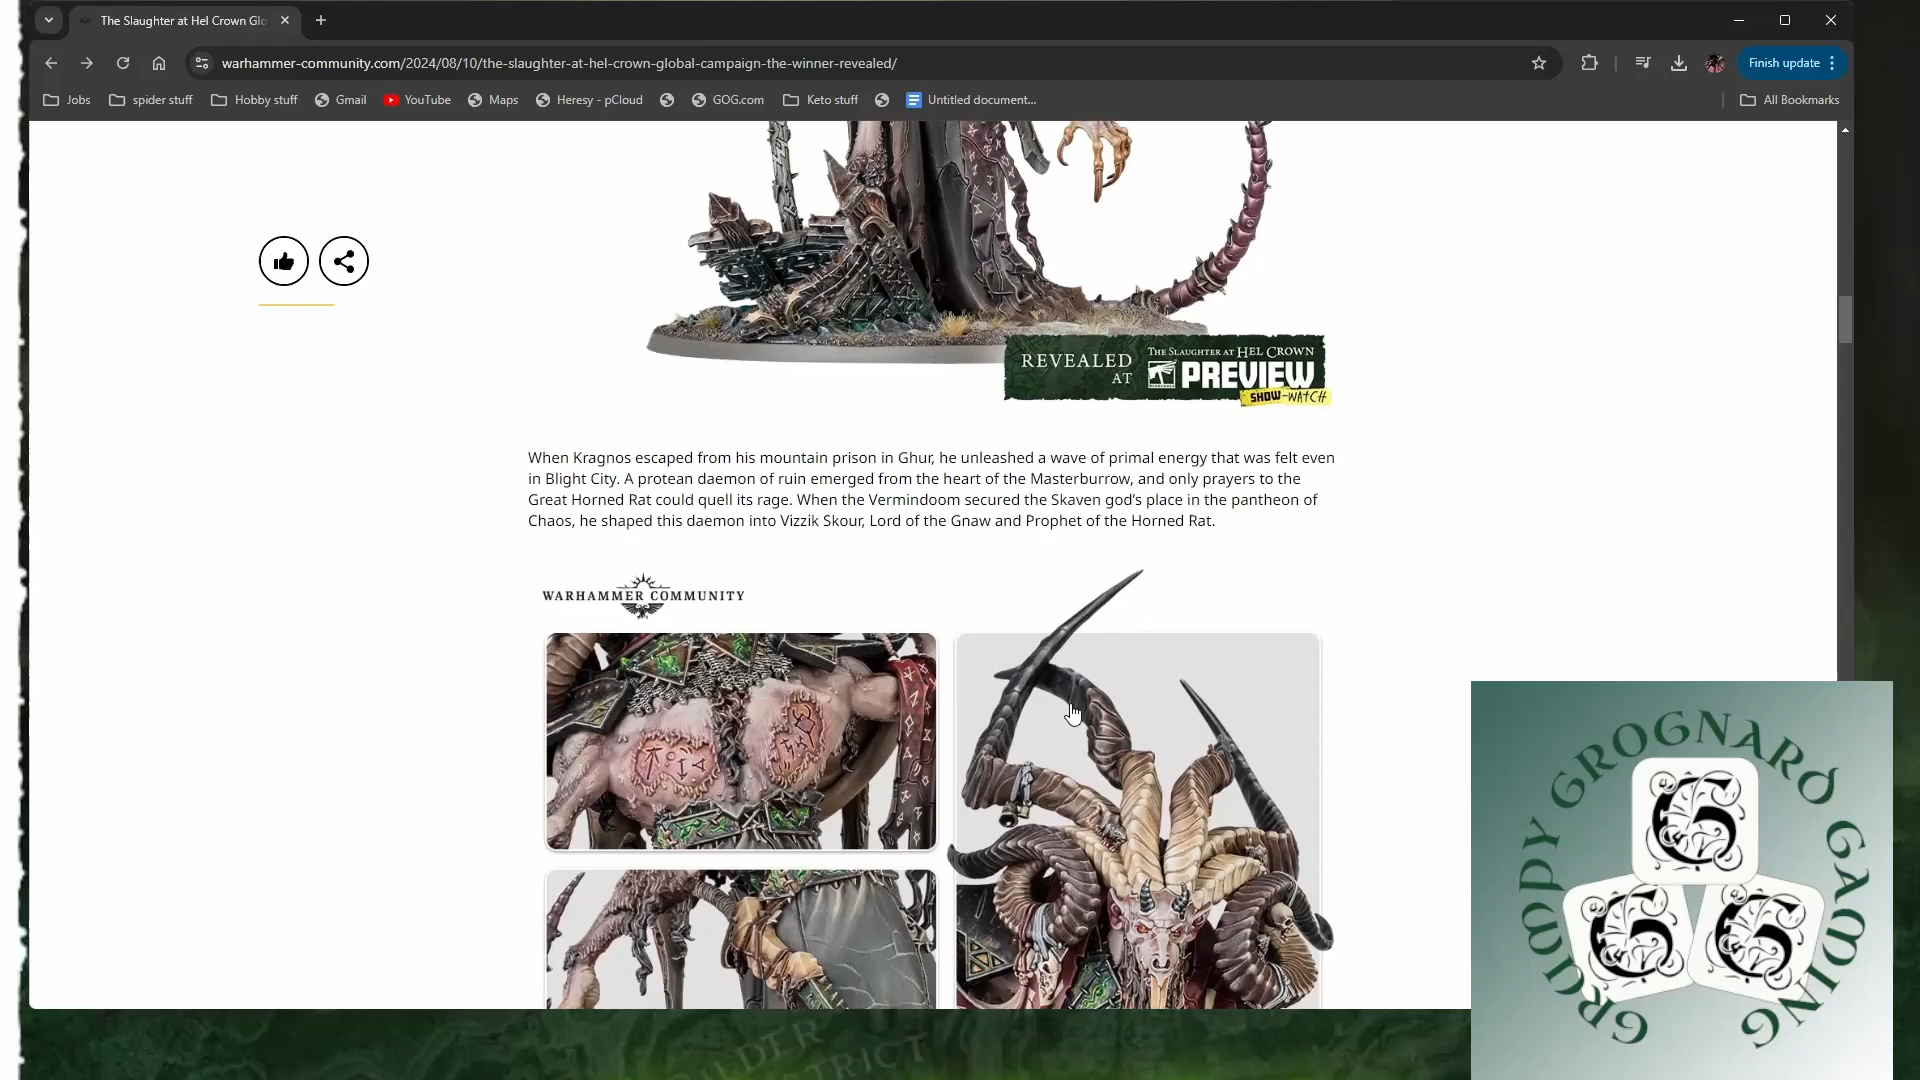 The Slaughter at Hel Crown Glo
warhammer-community.com/2024/08/10/the-slaughter-at-hel-crown-global-campaign-the-winner-revealed/
Finish update
Jobs
spider stuff
Hobby stuff
Gmail
YouTube
Maps
Heresy - pCloud
GOG.com
Keto stuff
Untitled document...
All Bookmarks
REVEALED
AT
THE SLAUGHTER AT HEL CROWN
PREVIEW
SHOW-WATCH
When Kragnos escaped from his mountain prison in Ghur, he unleashed a wave of primal energy that was felt even
in Blight City. A protean daemon of ruin emerged from the heart of the Masterburrow, and only prayers to the
Great Horned Rat could quell its rage. When the Vermindoom secured the Skaven god's place in the pantheon of
Chaos, he shaped this daemon into Vizzik Skour, Lord of the Gnaw and Prophet of the Horned Rat.
WARHAMMER COMMUNITY
GRUMPY GROGNARD GAMING
G
G
G